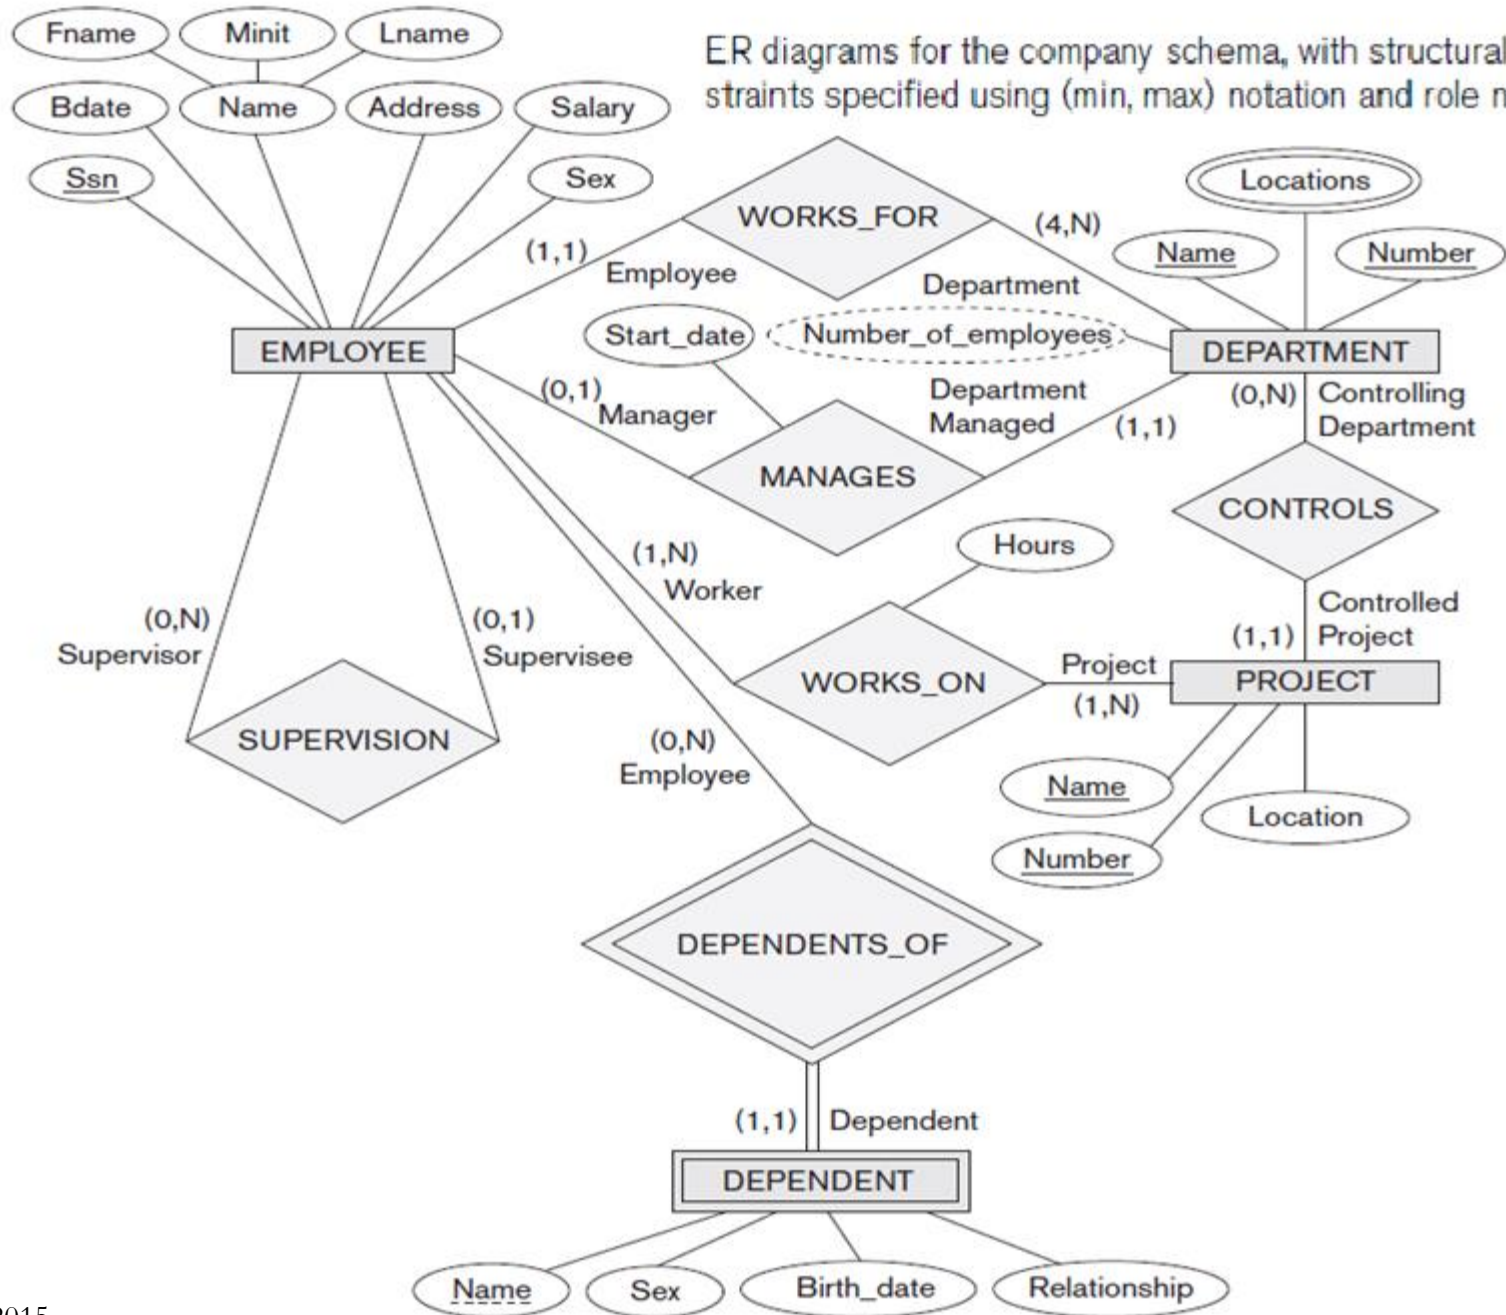 Fname
Minit
Lname
ER diagrams for the company schema, with structural
straints specified using (min, max) notation and role n
Bdate
Name
Address
Salary
Ssn
Sex
WORKS_FOR
Locations
(4,N)
(1,1)
Employee
Name
Number
Department
Start_date
Number_of_employees
EMPLOYEE
DEPARTMENT
(0,1)
Manager
Department
Managed
(1,1)
(0,N)
Controlling
Department
MANAGES
CONTROLS
Hours
(1,N)
Worker
(0,N)
Supervisor
(0,1)
Supervisee
Controlled
Project
(1,1)
Project
(1,N)
WORKS_ON
PROJECT
SUPERVISION
(0,N)
Employee
Name
Location
Number
DEPENDENTS_OF
(1,1)
Dependent
DEPENDENT
Name
Sex
Birth_date
Relationship